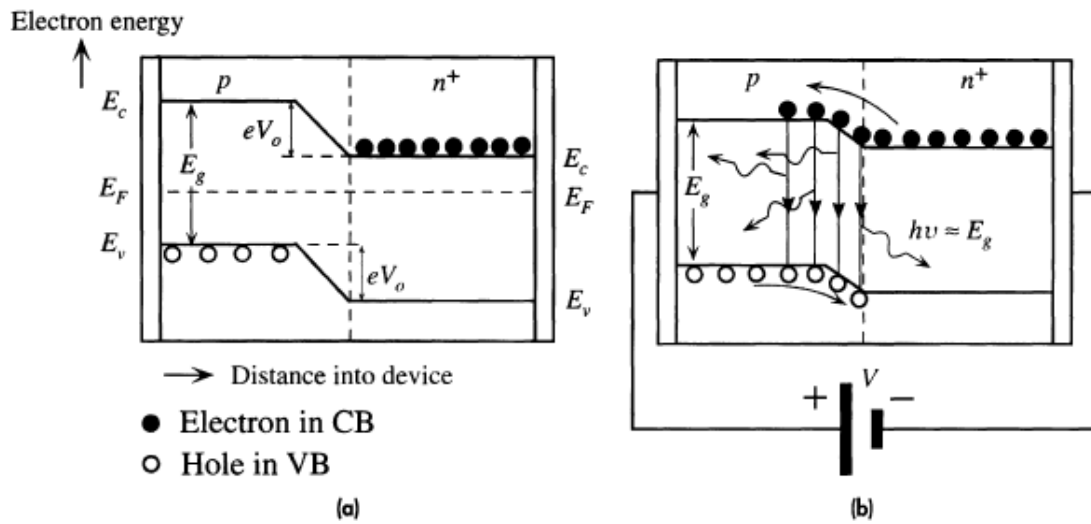 Electron energy
p
n+
Ec
eVo
Eg
Ec
EF
EF
Ev
eVo
Ev
Distance into device
Electron in CB
Hole in VB
(a)
p
n+
Eg
hυ ≈ Eg
V
+
−
(b)